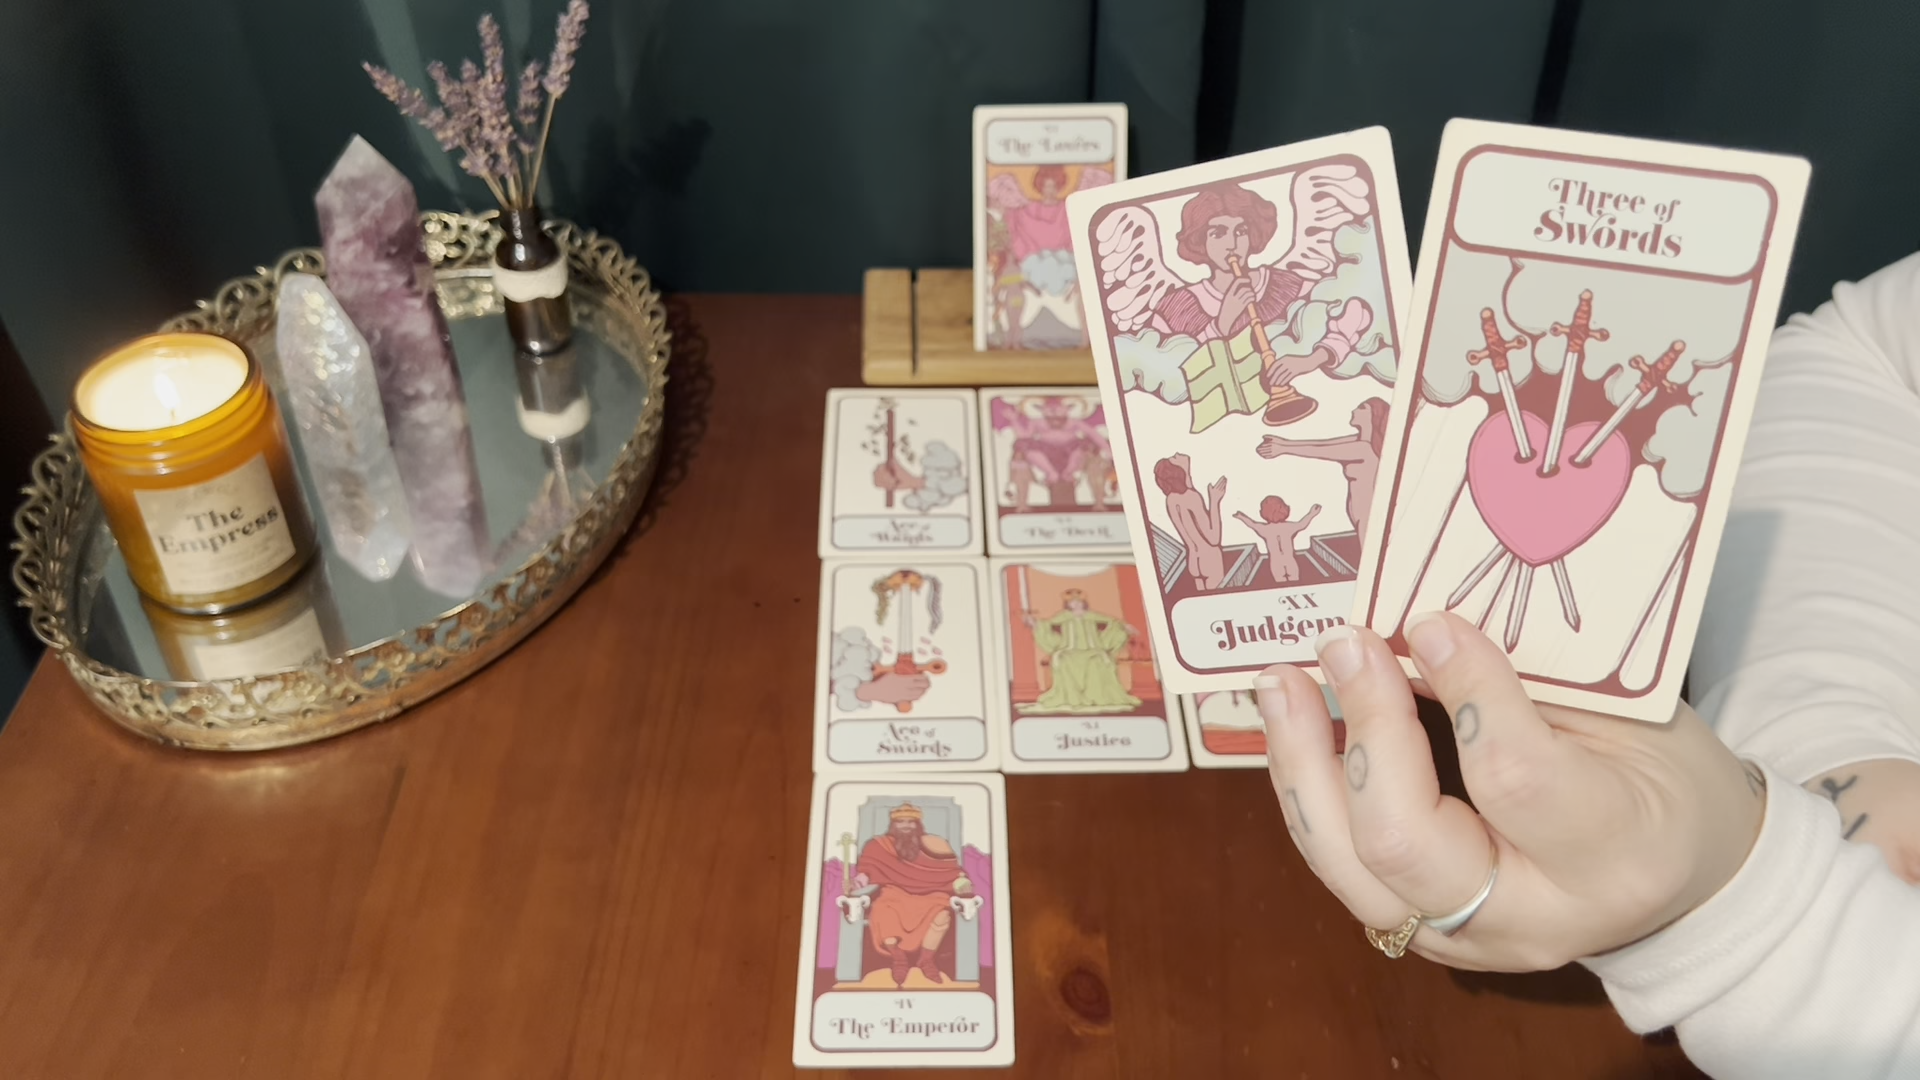 The
Empress
VI
The Lovers
Ace of
Wands
The Devil
Ace of
Swords
XI
Justice
IV
The Emperor
XX
Judgem
Three of
Swords